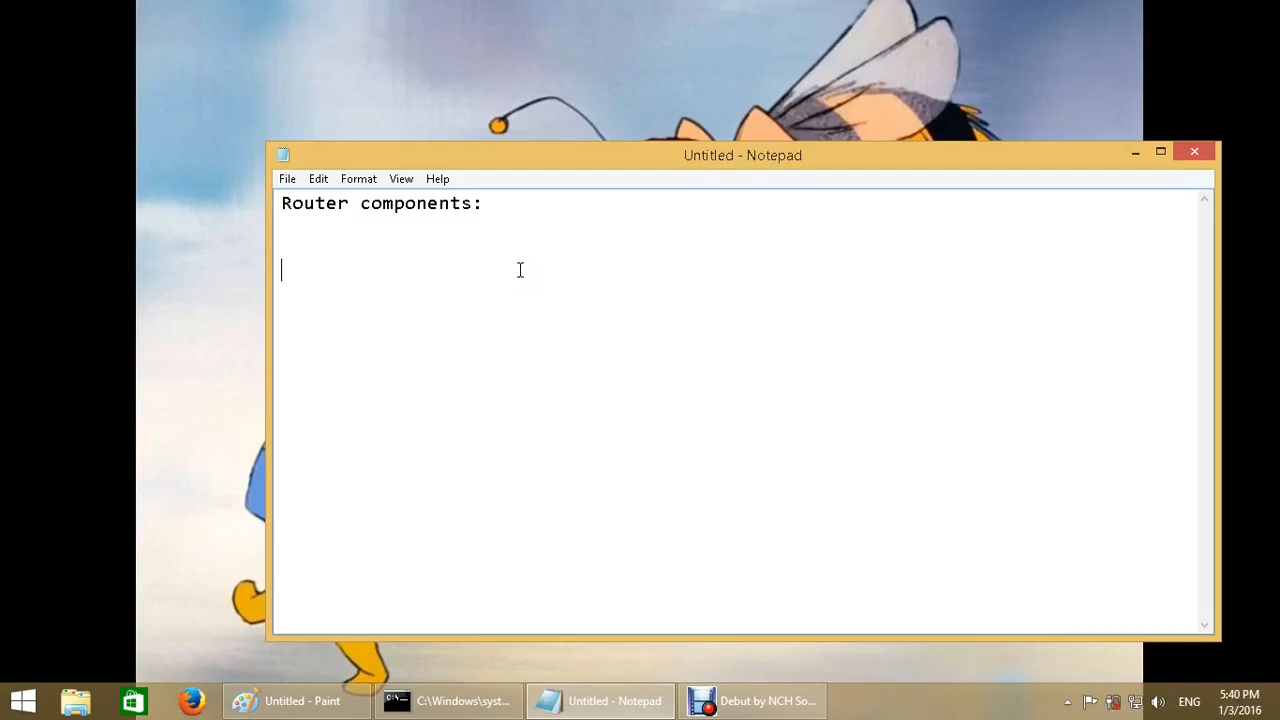 Untitled - Notepad
File Edit Format View Help
Router components:
Untitled - Paint
C:\Windows\syst...
Untitled - Notepad
Debut by NCH So...
ENG
5:40 PM
1/3/2016